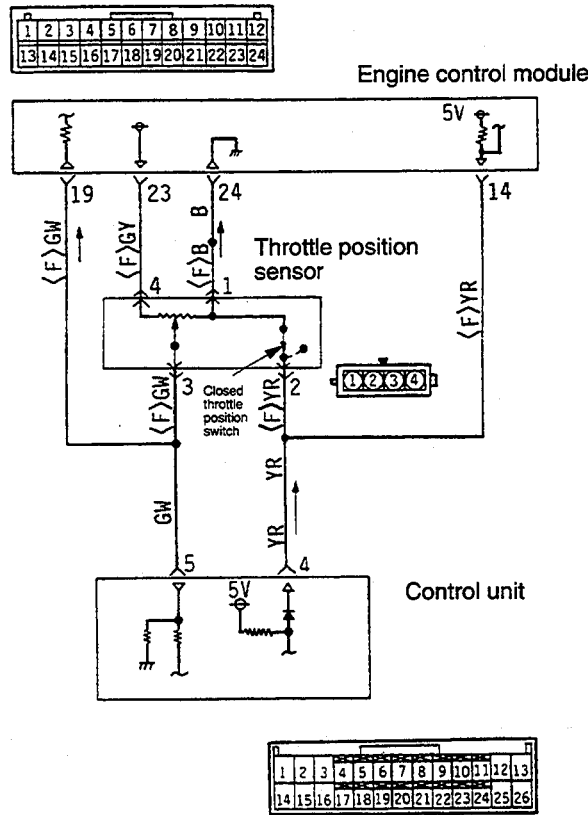 1 2 3 4 5 6 7 8 9 10 11 12
13 14 15 16 17 18 19 20 21 22 23 24
Engine control module
5V
19 23 24 14
<F>GW
<F>GY
<F>B B
<F>YR
Throttle position
sensor
4 1
3 2
Closed
throttle
position
switch
<F>GW
<F>YR
1 2 3 4
GW
YR
YR
5 4
Control unit
5V
1 2 3 4 5 6 7 8 9 10 11 12 13
14 15 16 17 18 19 20 21 22 23 24 25 26